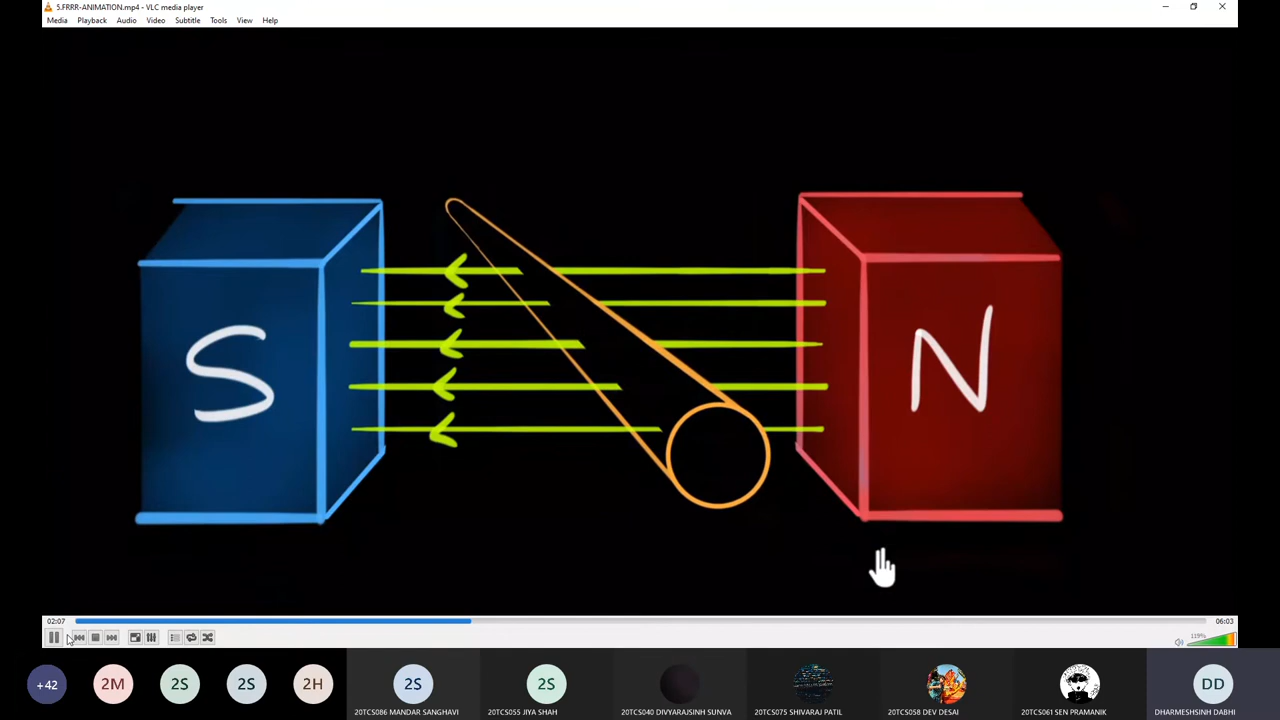 5.FRRR-ANIMATION.mp4 - VLC media player
Media Playback Audio Video Subtitle Tools View Help
S
N
02:07
06:03
119%
+42
2M
2S
2S
2H
2S
2S
DD
20TCS086 MANDAR SANGHAVI
20TCS055 JIYA SHAH
20TCS040 DIVYARAJSINH SUNVA
20TCS075 SHIVARAJ PATIL
20TCS058 DEV DESAI
20TCS061 SEN PRAMANIK
DHARMESHSINH DABHI